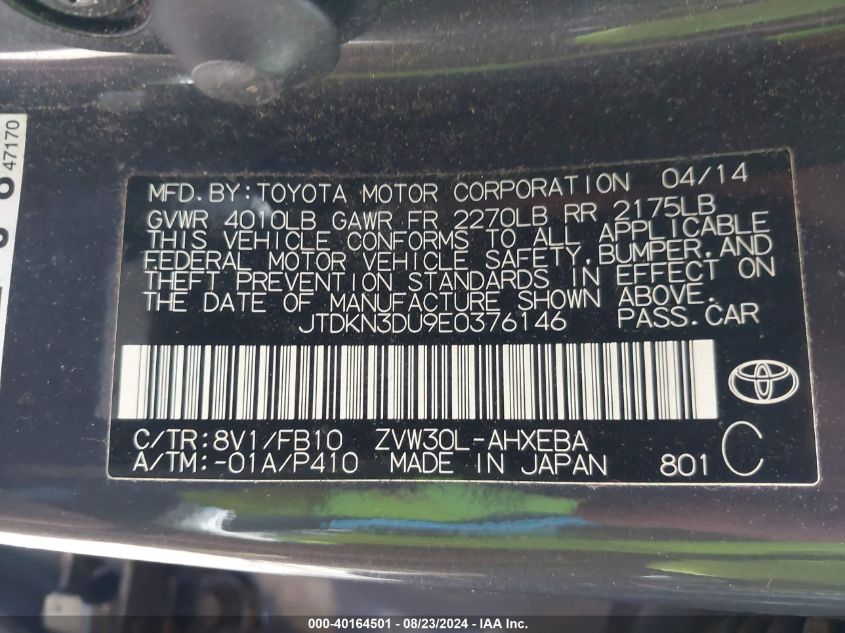 47170
MFD.BY:TOYOTA MOTOR CORPORATION 04/14
GVWR 4010LB GAWR FR 2270LB RR 2175LB
THIS VEHICLE CONFORMS TO ALL APPLICABLE
FEDERAL MOTOR VEHICLE SAFETY,BUMPER,AND
THEFT PREVENTION STANDARDS IN EFFECT ON
THE DATE OF MANUFACTURE SHOWN ABOVE.
JTDKN3DU9E0376146 PASS.CAR
C/TR:8V1/FB10 ZVW30L-AHXEBA
A/TM:-01A/P410 MADE IN JAPAN 801 C
000-40164501 - 08/23/2024 - IAA Inc.